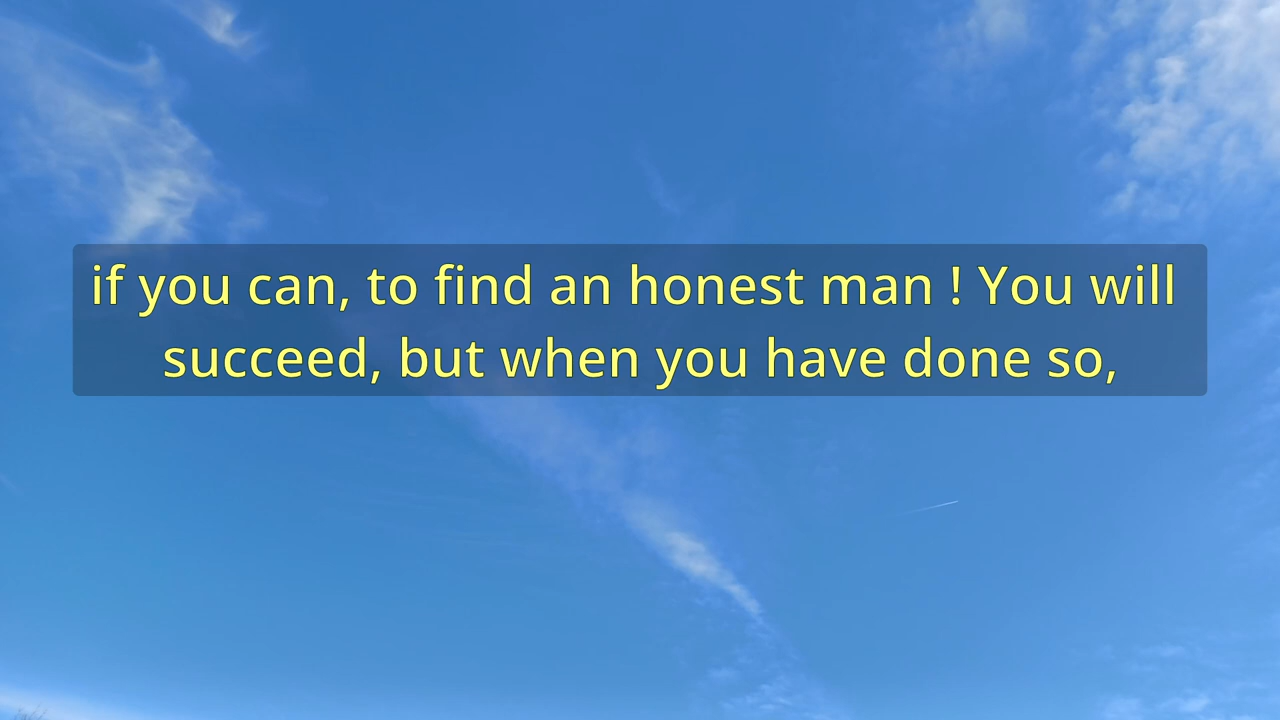 if you can, to find an honest man ! You will
succeed, but when you have done so,